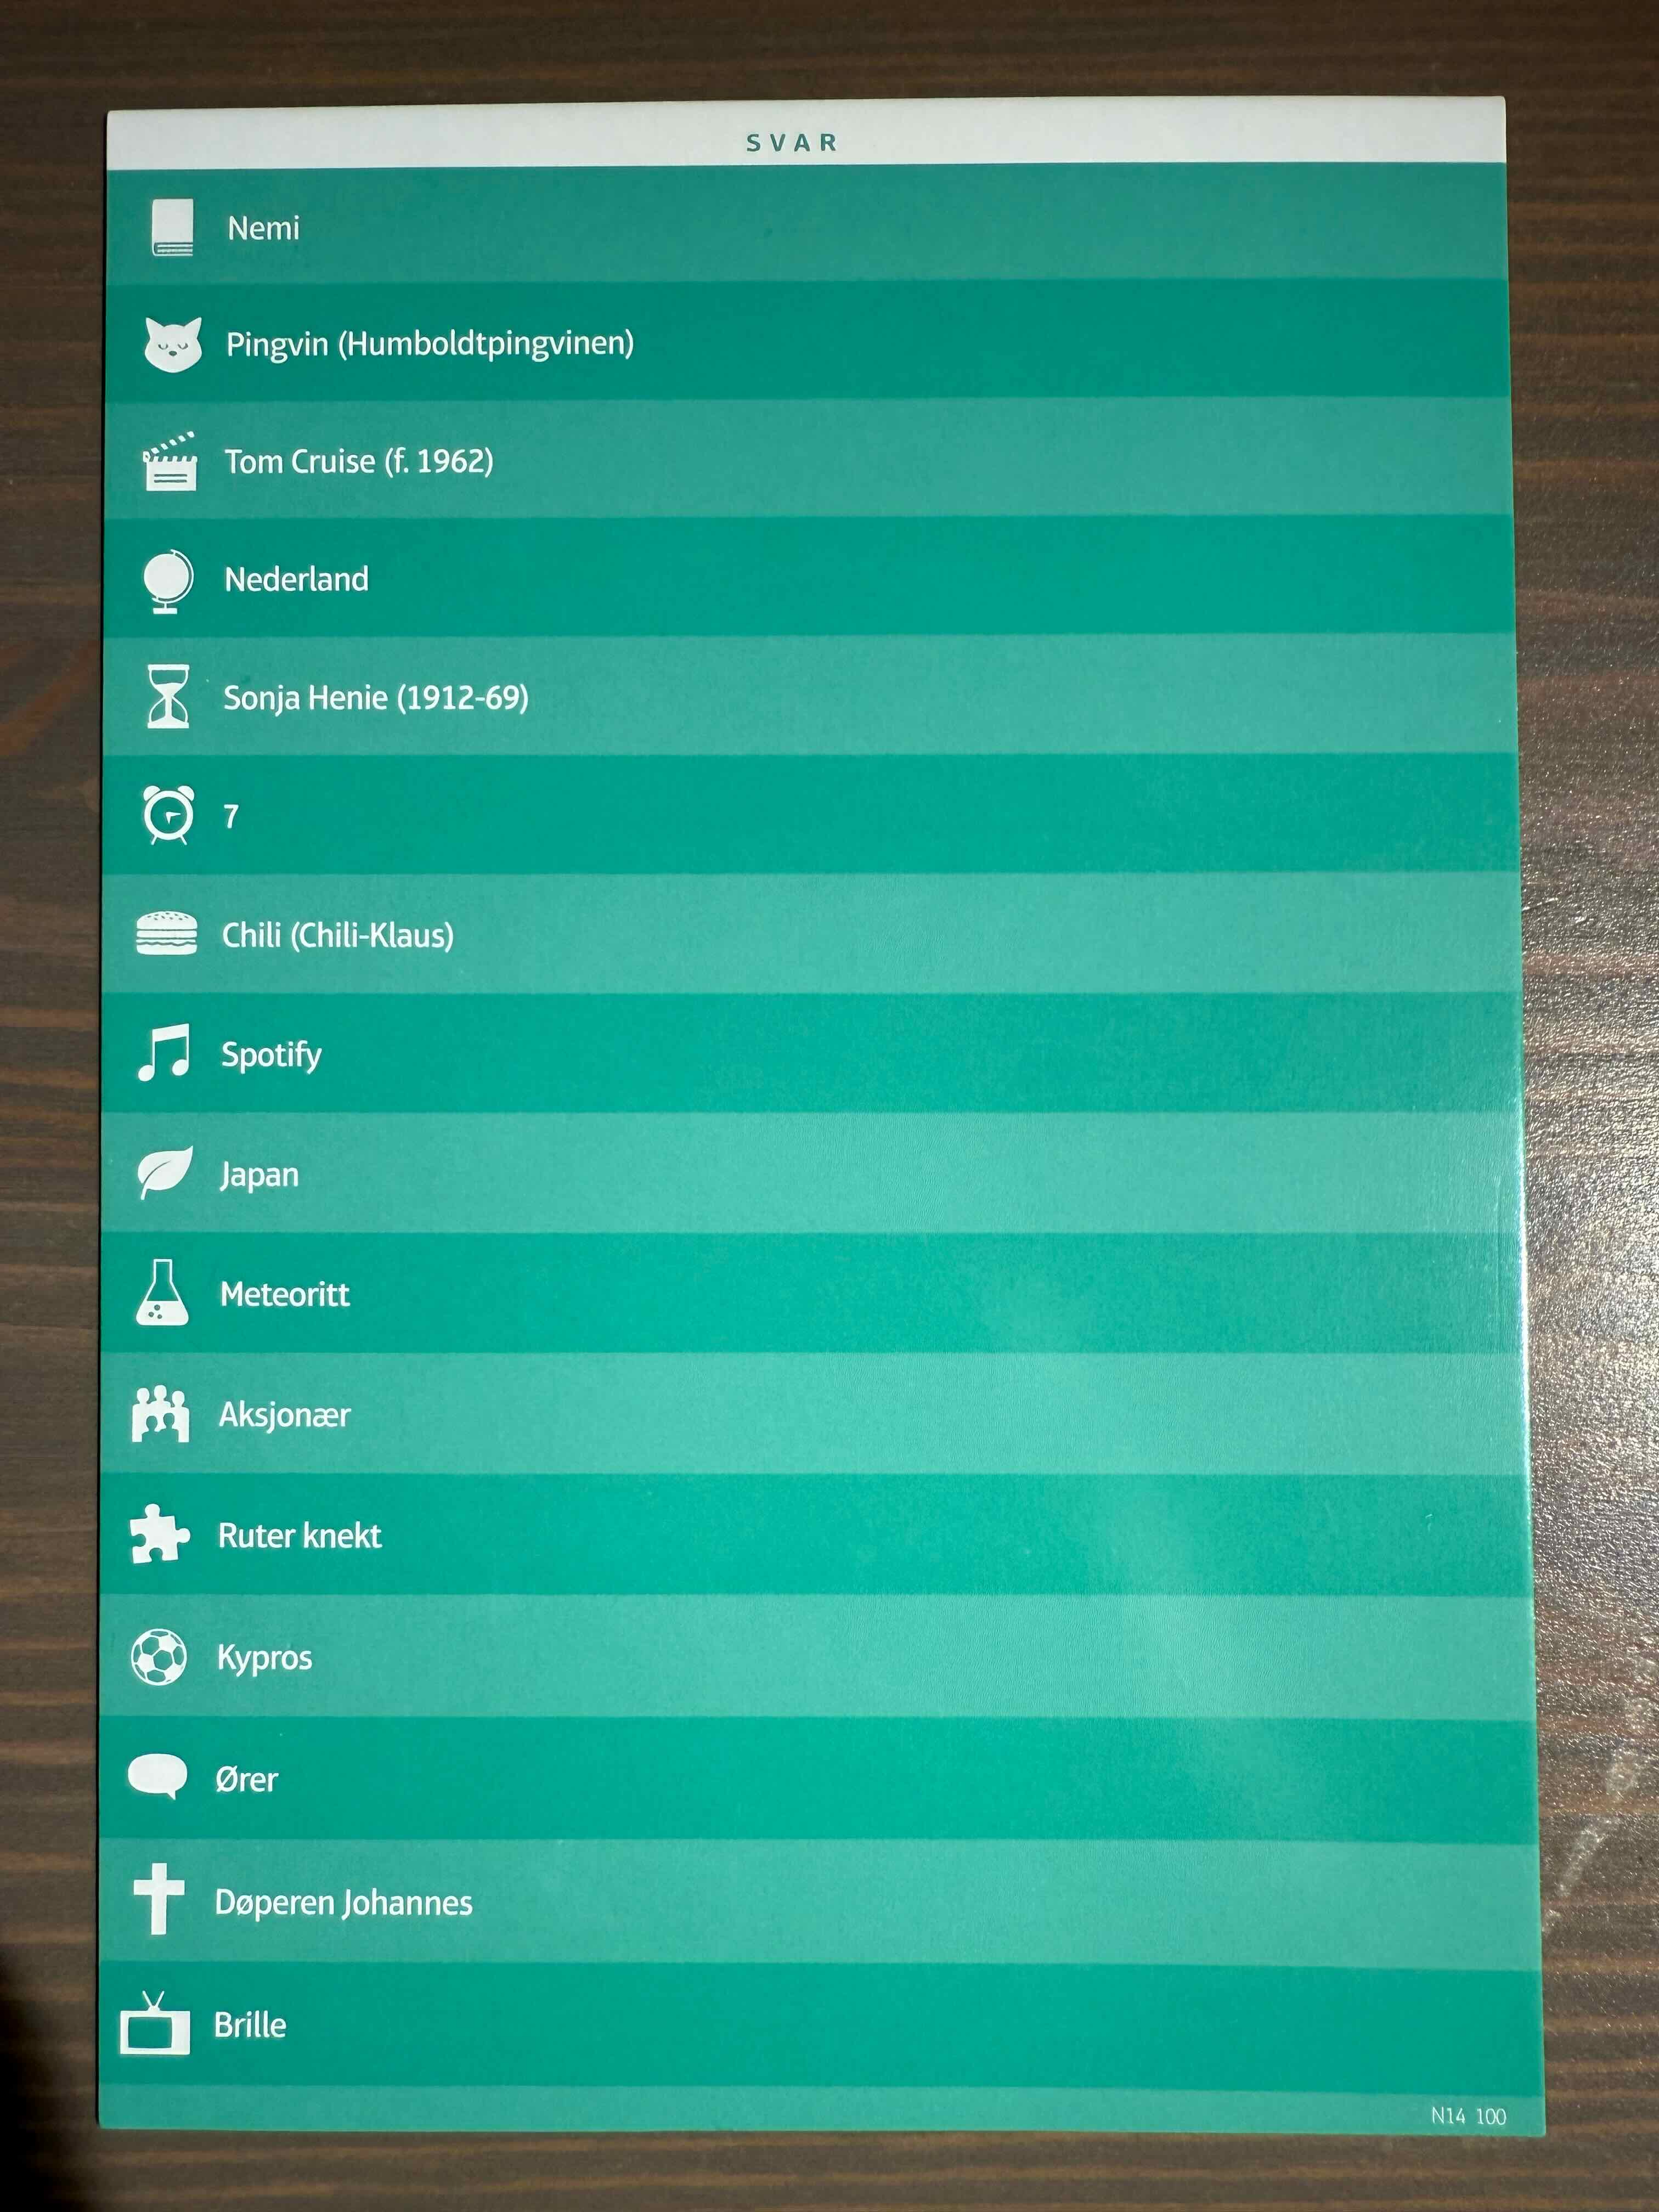 SVAR
Nemi
Pingvin (Humboldtpingvinen)
Tom Cruise (f. 1962)
Nederland
Sonja Henie (1912-69)
7
Chili (Chili-Klaus)
Spotify
Japan
Meteoritt
Aksjonær
Ruter knekt
Kypros
Ører
Døperen Johannes
Brille
N14 100